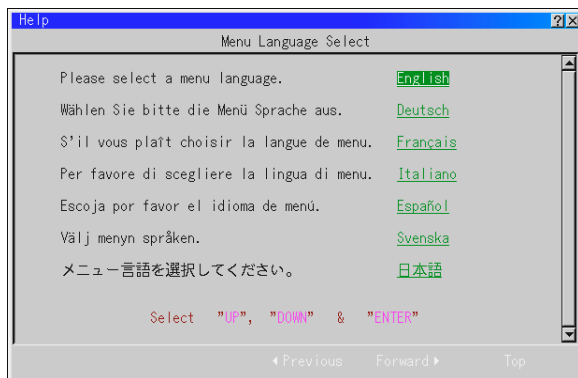 Help
Menu Language Select
Please select a menu language. English
Wählen Sie bitte die Menü Sprache aus. Deutsch
S'il vous plaît choisir la langue de menu. Français
Per favore di scegliere la lingua di menu. Italiano
Escoja por favor el idioma de menú. Español
Välj menyn språken. Svenska
メニュー言語を選択してください。 日本語
Select "UP", "DOWN" & "ENTER"
Previous Forward Top